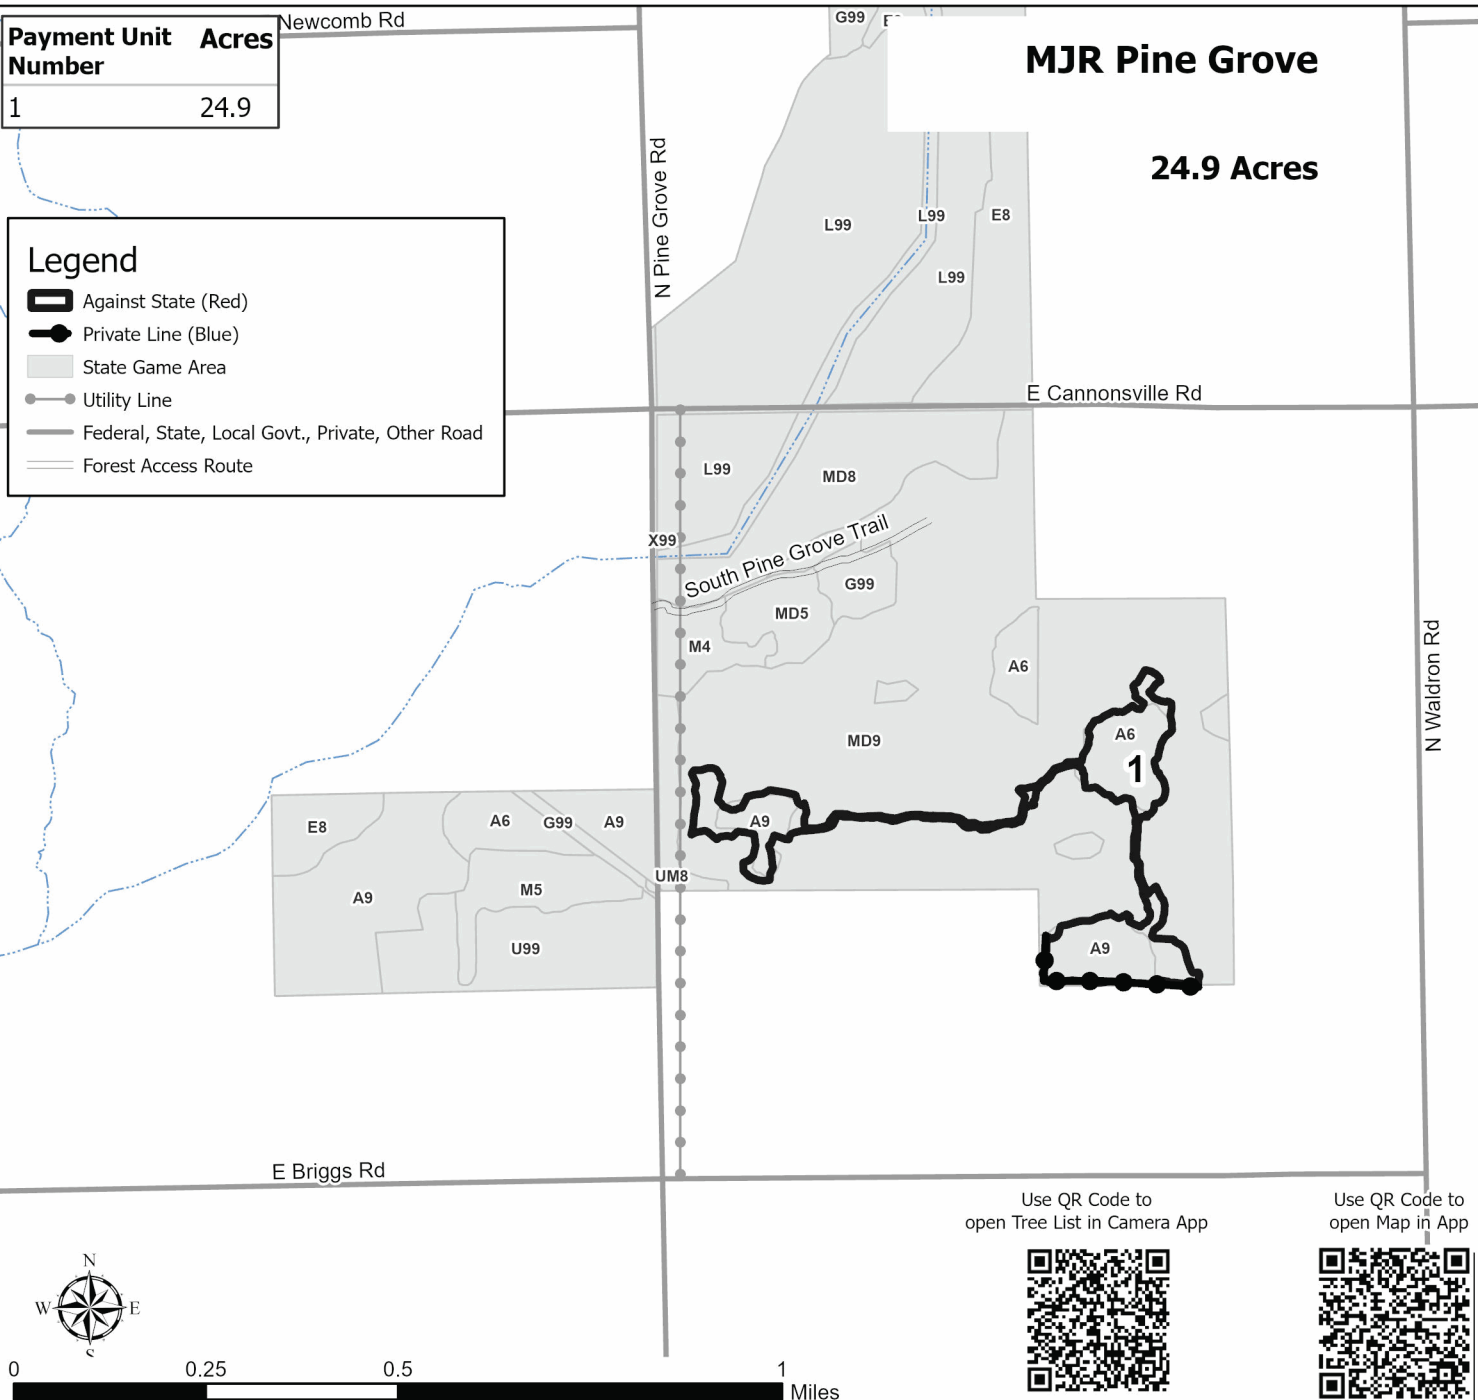 Newcomb Rd
Payment Unit Number Acres
1 24.9
MJR Pine Grove
24.9 Acres
G99
N Pine Grove Rd
L99
L99
E8
L99
Legend
Against State (Red)
Private Line (Blue)
State Game Area
Utility Line
Federal, State, Local Govt., Private, Other Road
Forest Access Route
E Cannonsville Rd
L99
MD8
X99
South Pine Grove Trail
G99
MD5
M4
A6
N Waldron Rd
A6
MD9
1
E8
A6
G99
A9
A9
UM8
M5
A9
U99
A9
E Briggs Rd
Use QR Code to
open Tree List in Camera App
Use QR Code to
open Map in App
N
W E
S
0 0.25 0.5 1
Miles